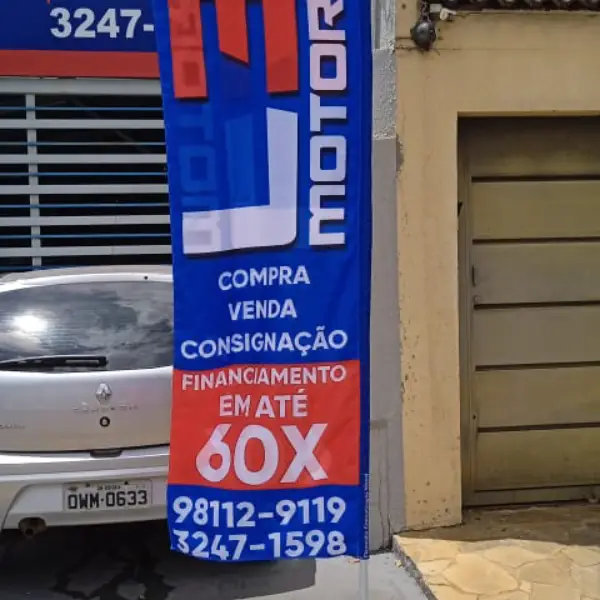 3247-
MOTOR
COMPRA
VENDA
CONSIGNAÇÃO
FINANCIAMENTO
EM ATÉ
60X
98112-9119
3247-1598
OWM-0633